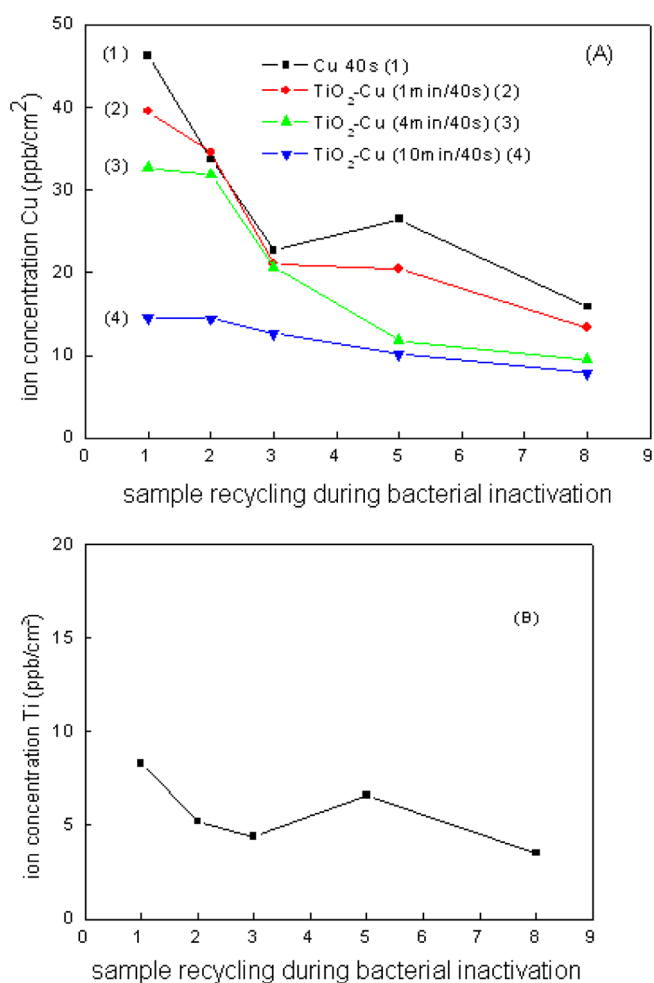 50
(A)
(1)
Cu 40s (1)
TiO2-Cu (1min/40s) (2)
40
(2)
TiO2-Cu (4min/40s) (3)
(3)
TiO2-Cu (10min/40s) (4)
30
20
(4)
10
0
0 1 2 3 4 5 6 7 8 9
ion concentration Cu (ppb/cm2)
sample recycling during bacterial inactivation
20
(B)
15
10
5
0
0 1 2 3 4 5 6 7 8 9
ion concentration Ti (ppb/cm²)
sample recycling during bacterial inactivation